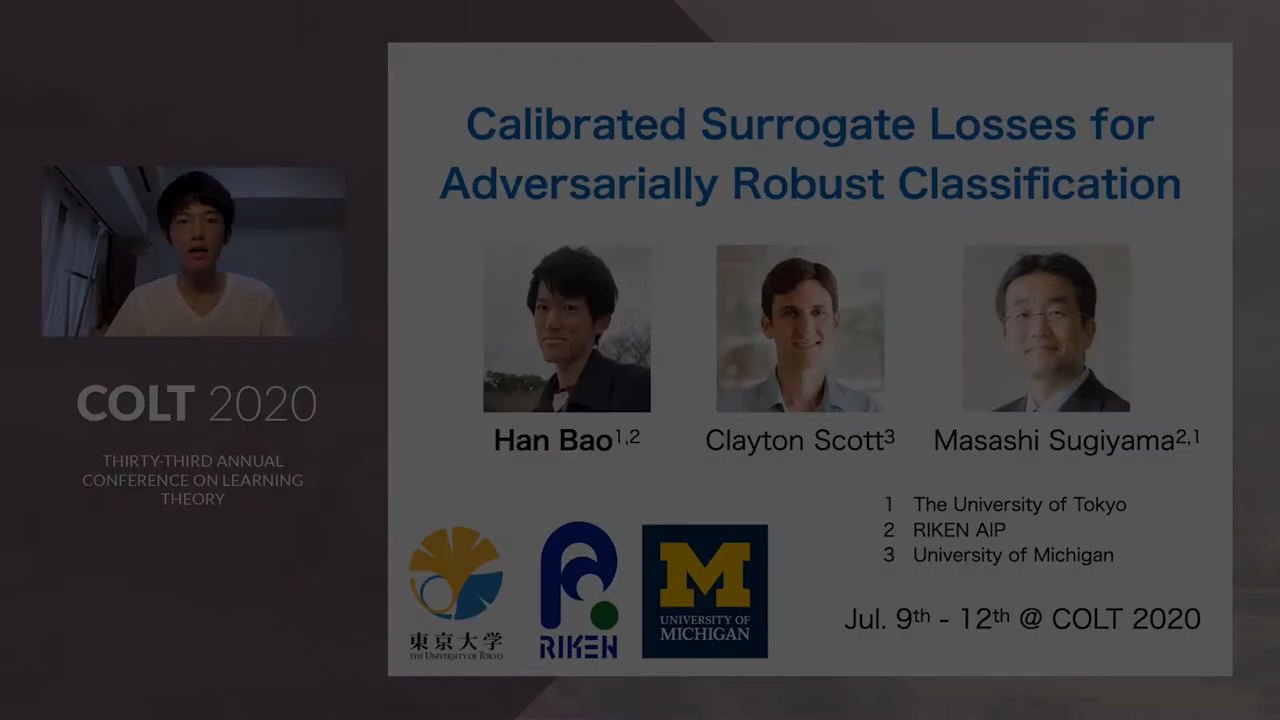 COLT 2020
THIRTY-THIRD ANNUAL
CONFERENCE ON LEARNING
THEORY
Calibrated Surrogate Losses for
Adversarially Robust Classification
Han Bao1,2
Clayton Scott3
Masashi Sugiyama2,1
1 The University of Tokyo
2 RIKEN AIP
3 University of Michigan
東京大学
THE UNIVERSITY OF TOKYO
RIKEN
M
UNIVERSITY OF
MICHIGAN
Jul. 9th - 12th @ COLT 2020